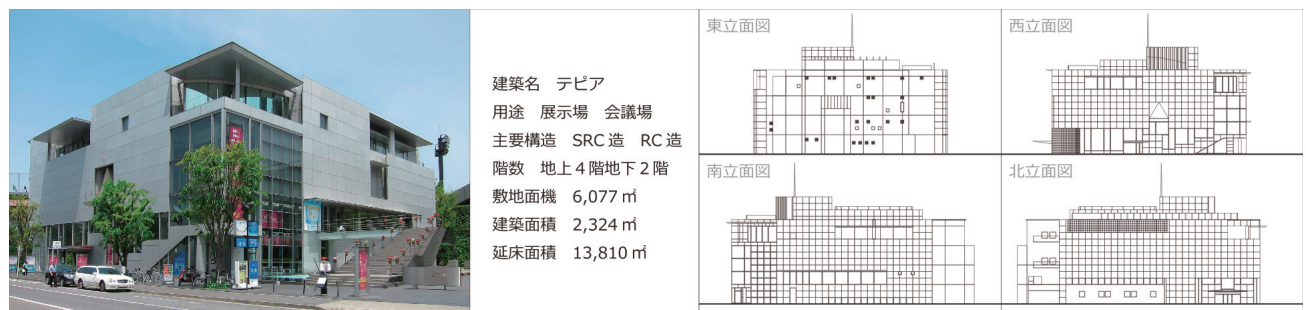 建築名　テピア
用途　展示場　会議場
主要構造　SRC造　RC造
階数　地上４階地下２階
敷地面機　6,077㎡
建築面積　2,324㎡
延床面積　13,810㎡
東立面図
西立面図
南立面図
北立面図